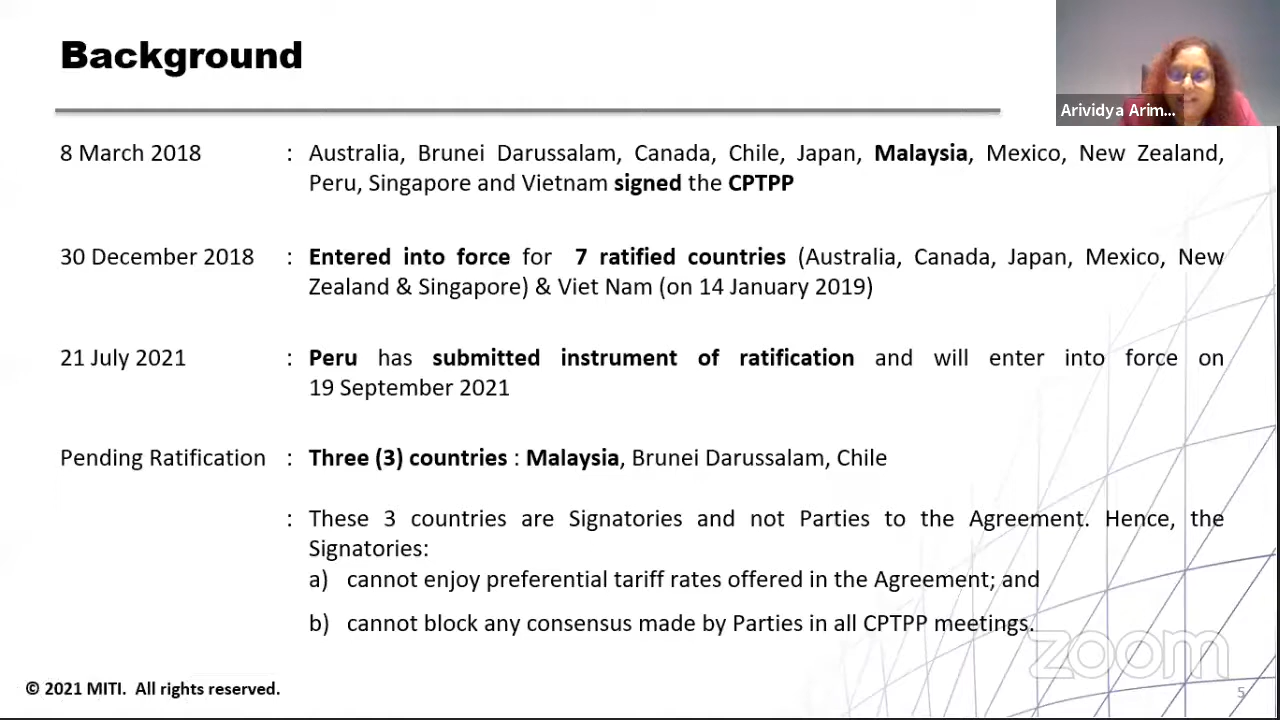 Background
Arividya Arim...
8 March 2018 : Australia, Brunei Darussalam, Canada, Chile, Japan, Malaysia, Mexico, New Zealand,
Peru, Singapore and Vietnam signed the CPTPP
30 December 2018 : Entered into force for 7 ratified countries (Australia, Canada, Japan, Mexico, New
Zealand & Singapore) & Viet Nam (on 14 January 2019)
21 July 2021 : Peru has submitted instrument of ratification and will enter into force on
19 September 2021
Pending Ratification : Three (3) countries : Malaysia, Brunei Darussalam, Chile
: These 3 countries are Signatories and not Parties to the Agreement. Hence, the
Signatories:
a) cannot enjoy preferential tariff rates offered in the Agreement; and
b) cannot block any consensus made by Parties in all CPTPP meetings.
zoom
© 2021 MITI. All rights reserved.
5